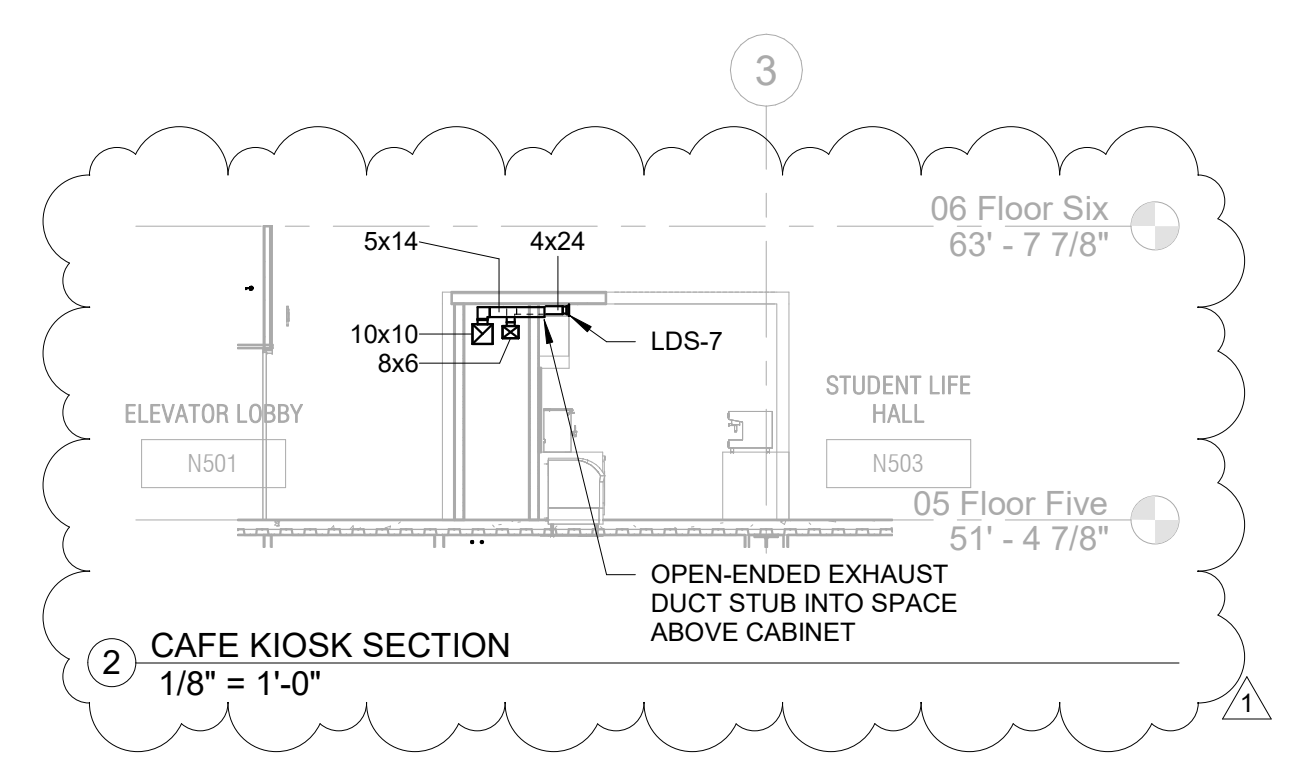 3
06 Floor Six
63' - 7 7/8"
5x14
4x24
10x10
8x6
LDS-7
ELEVATOR LOBBY
N501
STUDENT LIFE
HALL
N503
05 Floor Five
51' - 4 7/8"
OPEN-ENDED EXHAUST
DUCT STUB INTO SPACE
ABOVE CABINET
2
CAFE KIOSK SECTION
1/8" = 1'-0"
1